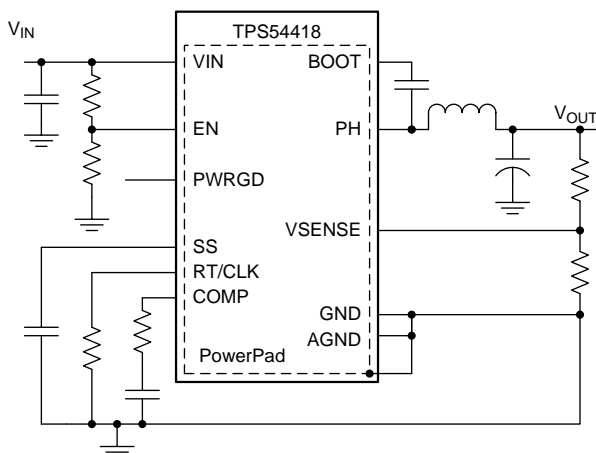 TPS54418
VIN
VIN
BOOT
EN
PH
VOUT
PWRGD
VSENSE
SS
RT/CLK
COMP
GND
AGND
PowerPad